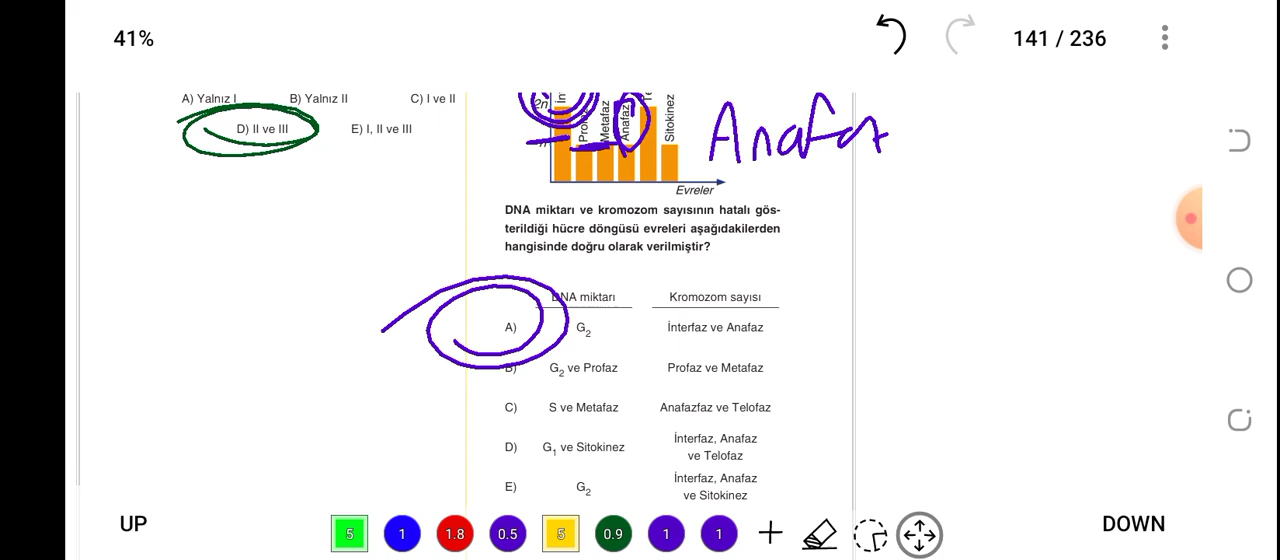 41%
141 / 236
A) Yalnız I B) Yalnız II C) I ve II
D) II ve III E) I, II ve III
2n
n
Profaz
Metafaz
Anafaz
Sitokinez
Anafaz
Evreler
DNA miktarı ve kromozom sayısının hatalı gös-
terildiği hücre döngüsü evreleri aşağıdakilerden
hangisinde doğru olarak verilmiştir?
DNA miktarı Kromozom sayısı
A) G2 İnterfaz ve Anafaz
B) G2 ve Profaz Profaz ve Metafaz
C) S ve Metafaz Anafazfaz ve Telofaz
D) G1 ve Sitokinez İnterfaz, Anafaz
ve Telofaz
E) G2 İnterfaz, Anafaz
ve Sitokinez
UP
5 1 1.8 0.5 5 0.9 1 1
DOWN